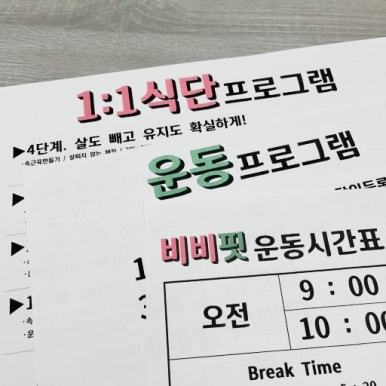 1:1식단프로그램
▶4단계. 살도 빼고 유지도 확실하게!
운동프로그램
비비핏 운동시간표
오전
9 : 00
10 : 00
Break Time